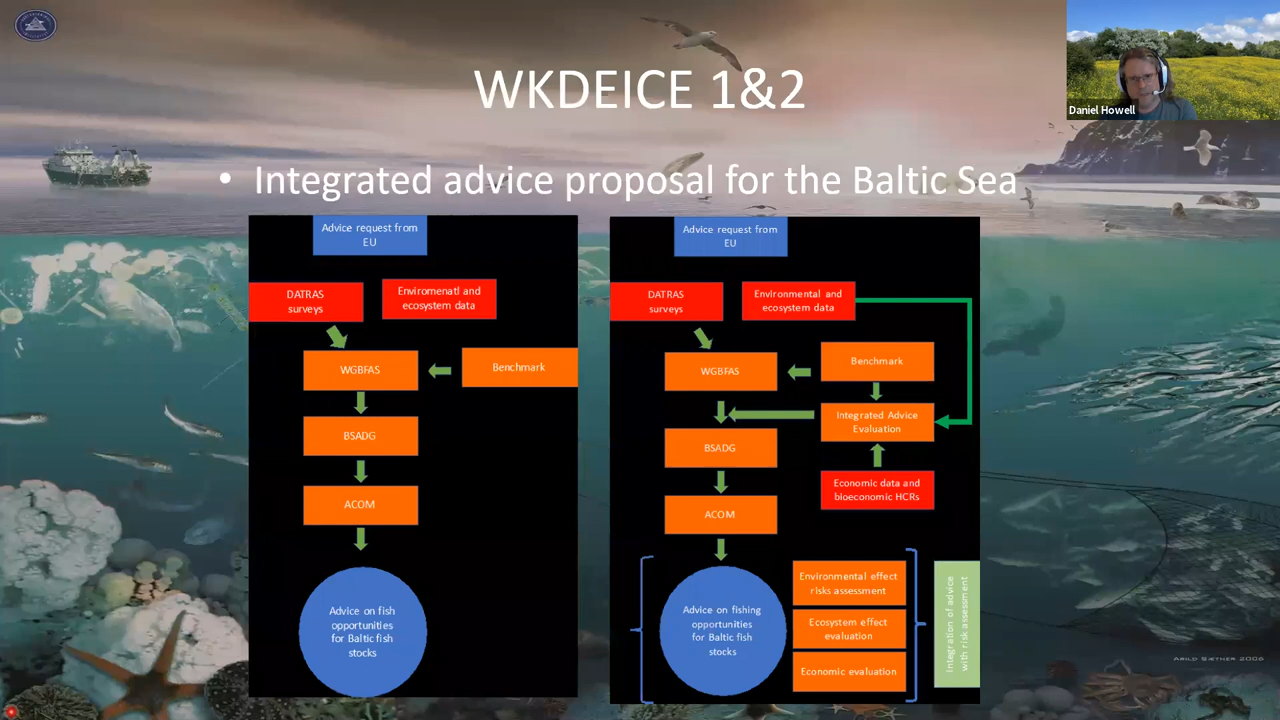 WKDEICE 1&2
Daniel Howell
• Integrated advice proposal for the Baltic Sea
Advice request from
EU
DATRAS
surveys
Enviromenatl and
ecosystem data
WGBFAS
Benchmark
BSADG
ACOM
Advice on fish
opportunities
for Baltic fish
stocks
Advice request from
EU
DATRAS
surveys
Environmental and
ecosystem data
WGBFAS
Benchmark
Integrated Advice
Evaluation
BSADG
Economic data and
bioeconomic HCRs
ACOM
Advice on fishing
opportunities
for Baltic fish
stocks
Environmental effect
risks assessment
Ecosystem effect
evaluation
Economic evaluation
Integration of advice
with risk assessment
ARILD SÆTHER 2006